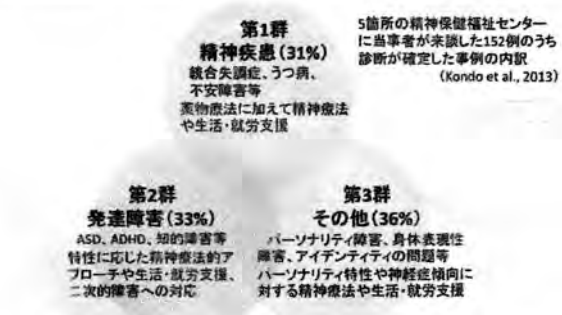 第1群
精神疾患(31%)
統合失調症、うつ病、
不安障害等
薬物療法に加えて精神療法
や生活・就労支援
5箇所の精神保健福祉センター
に当事者が来談した152例のうち
診断が確定した事例の内訳
(Kondo et al., 2013)
第2群
発達障害(33%)
ASD、ADHD、知的障害等
特性に応じた精神療法的ア
プローチや生活・就労支援、
二次的障害への対応
第3群
その他(36%)
パーソナリティ障害、身体表現性
障害、アイデンティティの問題等
パーソナリティ特性や神経症傾向に
対する精神療法や生活・就労支援